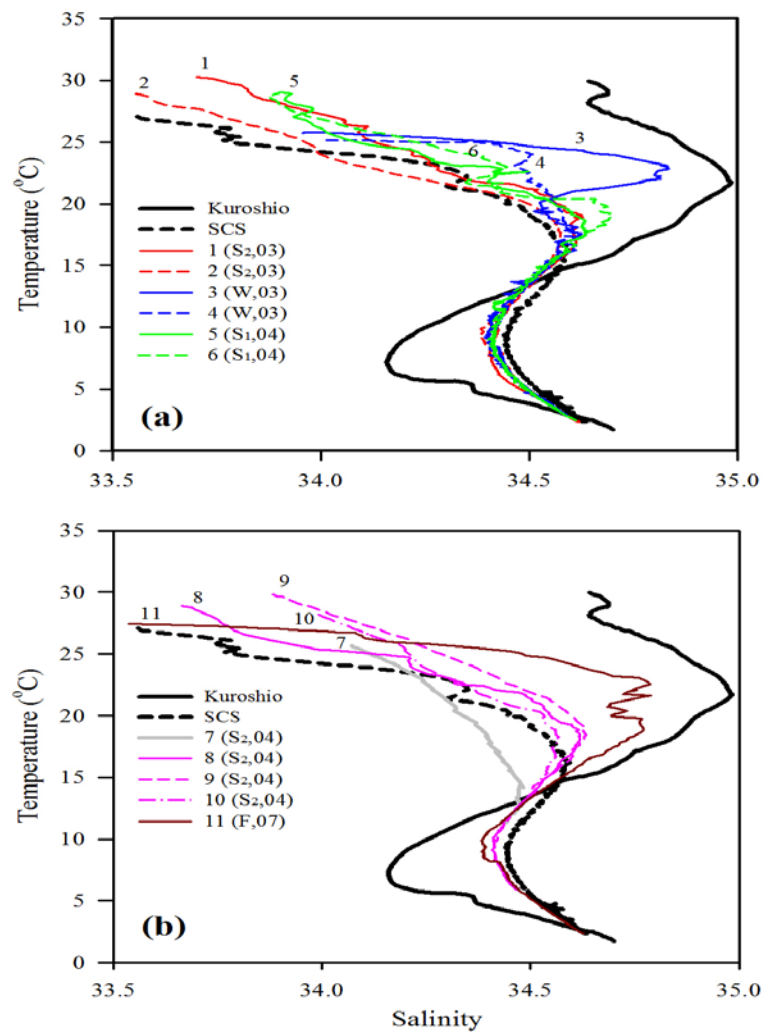 35
30
25
20
15
10
5
0
Temperature (⁰C)
1
2
5
3
6
4
Kuroshio
SCS
1 (S₂,03)
2 (S₂,03)
3 (W,03)
4 (W,03)
5 (S₁,04)
6 (S₁,04)
(a)
33.5 34.0 34.5 35.0
35
30
25
20
15
10
5
0
Temperature (⁰C)
9
8
11
10
7
Kuroshio
SCS
7 (S₂,04)
8 (S₂,04)
9 (S₂,04)
10 (S₂,04)
11 (F,07)
(b)
33.5 34.0 34.5 35.0
Salinity